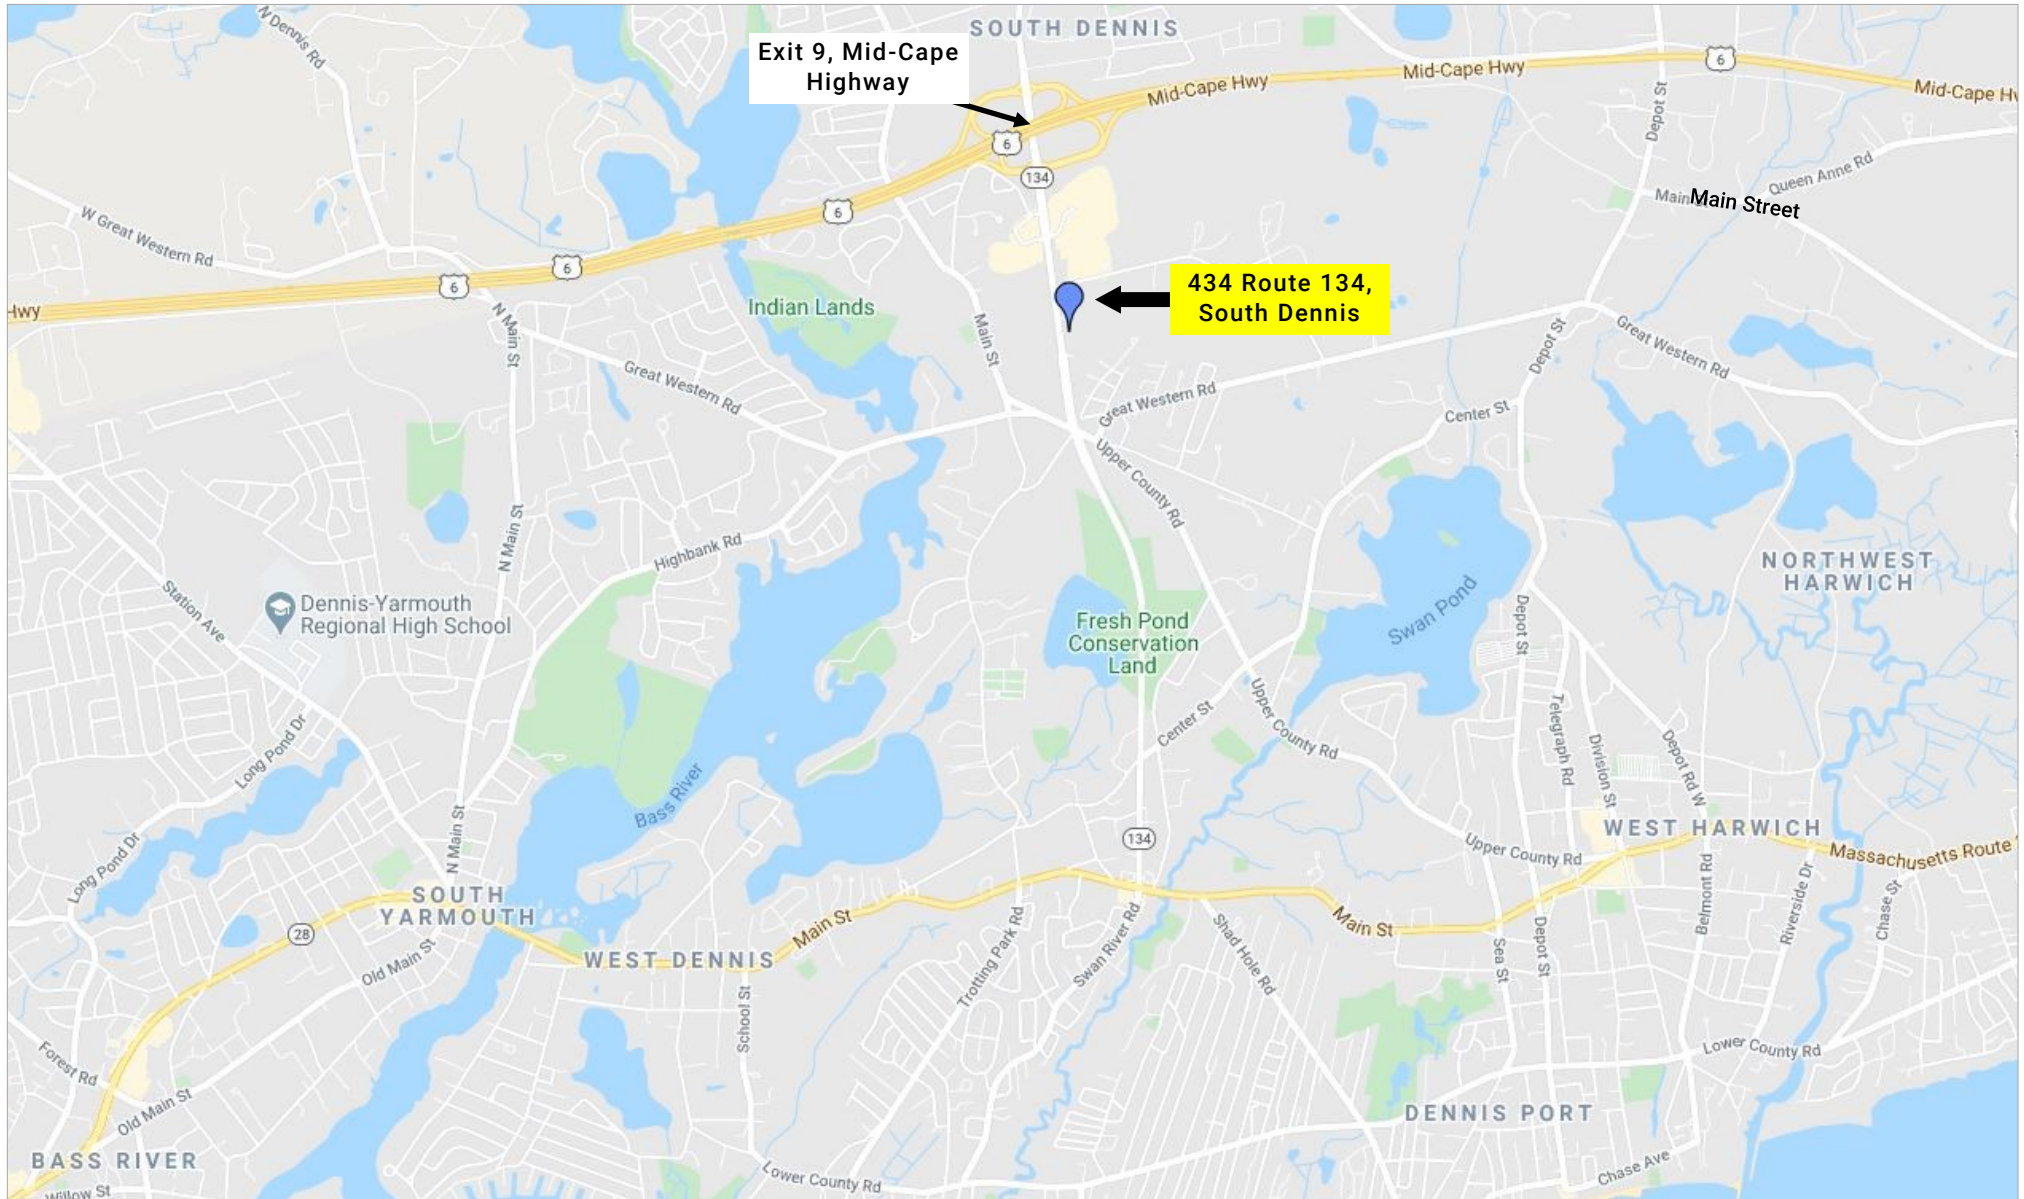 SOUTH DENNIS
N Dennis Rd
Exit 9, Mid-Cape
Highway
Mid-Cape Hwy
Mid-Cape Hwy
6
Mid-Cape H
6
134
Depot St
Queen Anne Rd
Main
Main Street
W Great Western Rd
6
6
6
Hwy
434 Route 134,
South Dennis
Indian Lands
N Main St
Main St
Great Western Rd
Great Western Rd
Great Western Rd
Depot St
Center St
Upper County Rd
N Main St
Highbank Rd
Station Ave
Dennis-Yarmouth
Regional High School
Fresh Pond
Conservation
Land
Swan Pond
NORTHWEST
HARWICH
Depot St
Upper County Rd
Center St
Telegraph Rd
Division St
Depot Rd W
Long Pond Dr
Bass River
N Main St
134
WEST HARWICH
Upper County Rd
Massachusetts Route
Long Pond Dr
SOUTH
YARMOUTH
28
Old Main St
WEST DENNIS
Main St
Trotting Park Rd
Swan River Rd
Shad Hole Rd
Main St
Sea St
Depot St
Belmont Rd
Riverside Dr
Chase St
School St
Forest Rd
Old Main St
Lower County Rd
DENNIS PORT
BASS RIVER
Willow St
Lower County Rd
Chase Ave